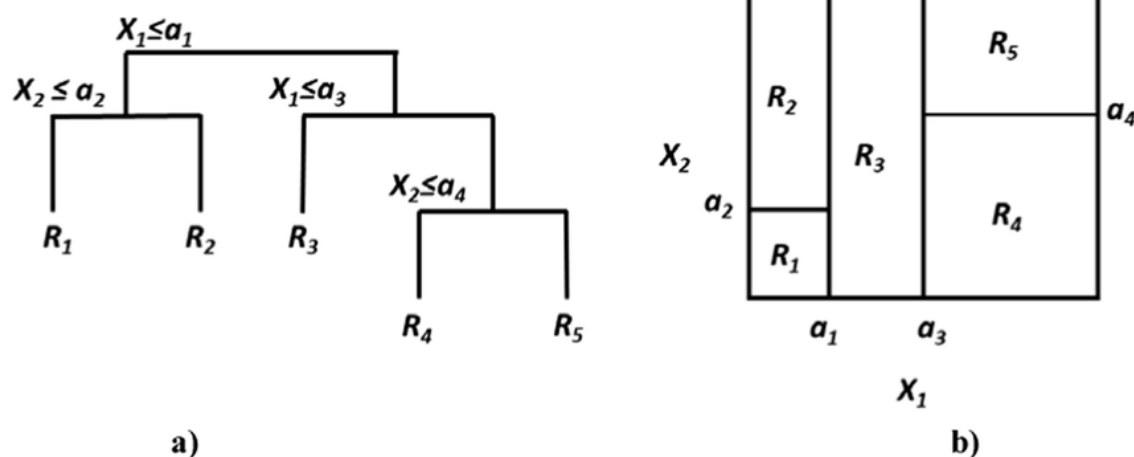 X₁≤a₁
X₂ ≤ a₂
X₁≤a₃
X₂≤a₄
R₁
R₂
R₃
R₄
R₅
a)
R₅
R₂
a₄
X₂
R₃
a₂
R₄
R₁
a₁
a₃
X₁
b)